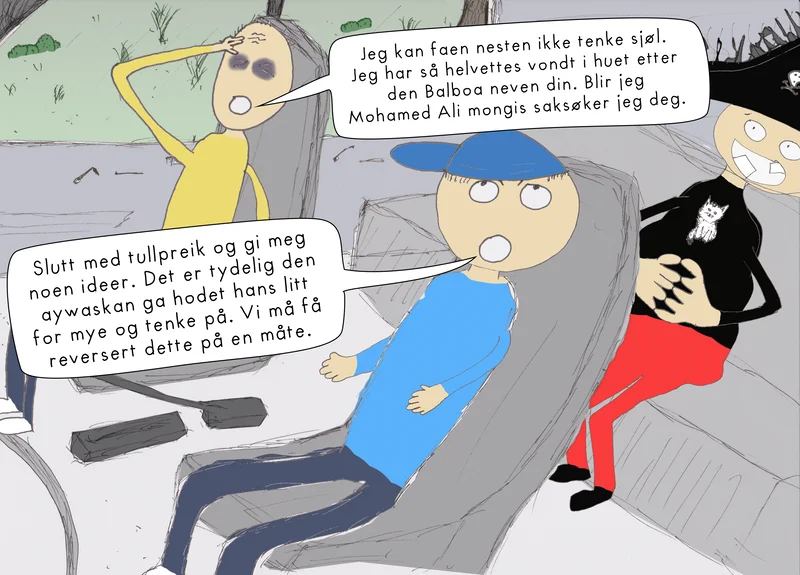 Jeg kan faen nesten ikke tenke sjøl.
Jeg har så helvettes vondt i huet etter
den Balboa neven din. Blir jeg
Mohamed Ali mongis saksøker jeg deg.
Slutt med tullpreik og gi meg
noen ideer. Det er tydelig den
aywaskan ga hodet hans litt
for mye og tenke på. Vi må få
reversert dette på en måte.